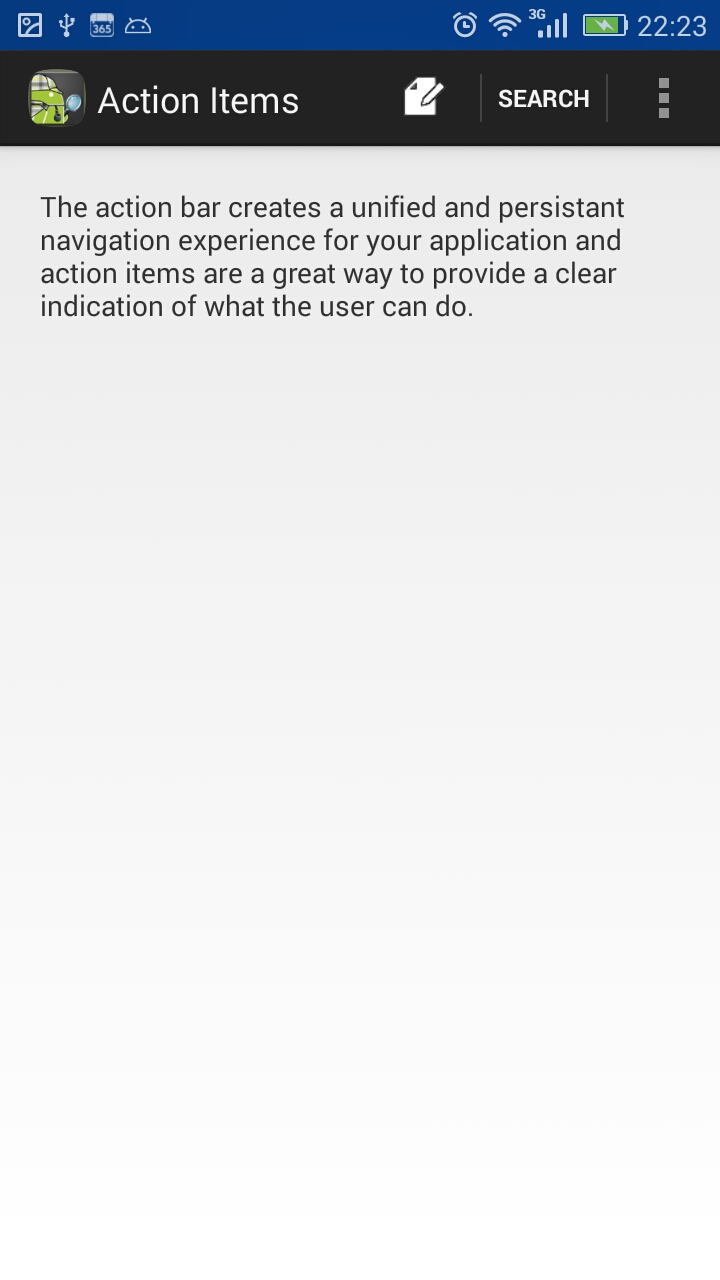 365
3G
22:23
Action Items
SEARCH
The action bar creates a unified and persistant
navigation experience for your application and
action items are a great way to provide a clear
indication of what the user can do.